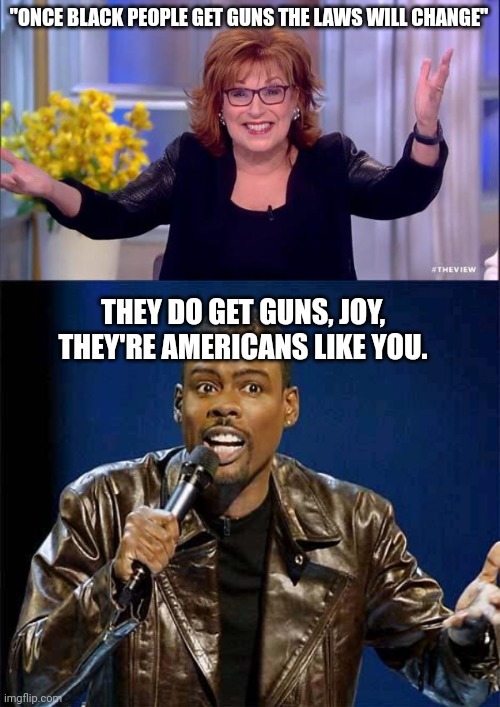 "ONCE BLACK PEOPLE GET GUNS THE LAWS WILL CHANGE"
#THEVIEW
THEY DO GET GUNS, JOY,
THEY'RE AMERICANS LIKE YOU.
imgflip.com